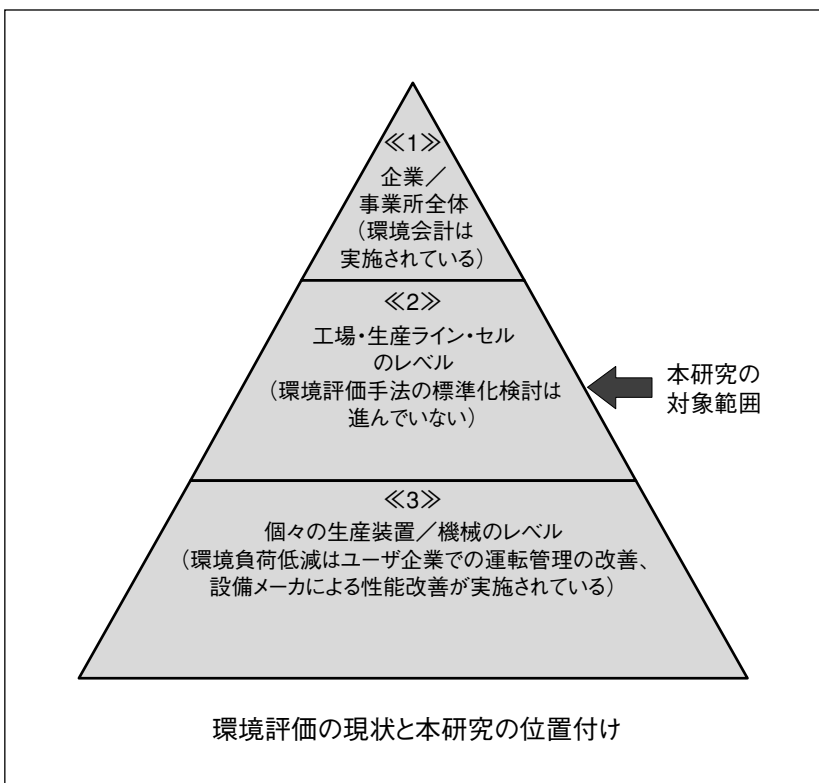 ≪1≫
企業／
事業所全体
（環境会計は
実施されている）
≪2≫
工場・生産ライン・セル
のレベル
（環境評価手法の標準化検討は
進んでいない）
本研究の
対象範囲
≪3≫
個々の生産装置／機械のレベル
（環境負荷低減はユーザ企業での運転管理の改善、
設備メーカによる性能改善が実施されている）
環境評価の現状と本研究の位置付け